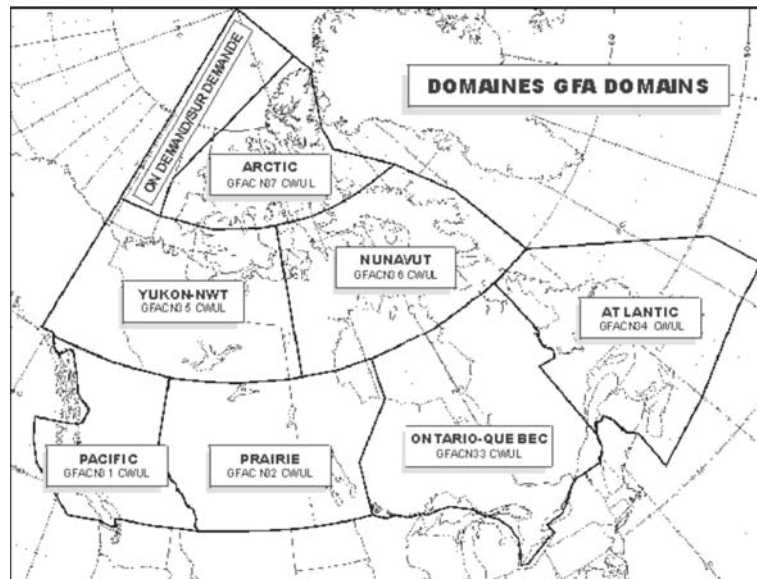 DOMAINES GFA DOMAINS
ON DEMAND/SUR DEMANDE
ARCTIC
GFACN37 CWUL
NUNAVUT
GFACN36 CWUL
YUKON-NWT
GFACN35 CWUL
ATLANTIC
GFACN34 CWUL
PACIFIC
GFACN31 CWUL
PRAIRIE
GFACN32 CWUL
ONTARIO-QUEBEC
GFACN33 CWUL